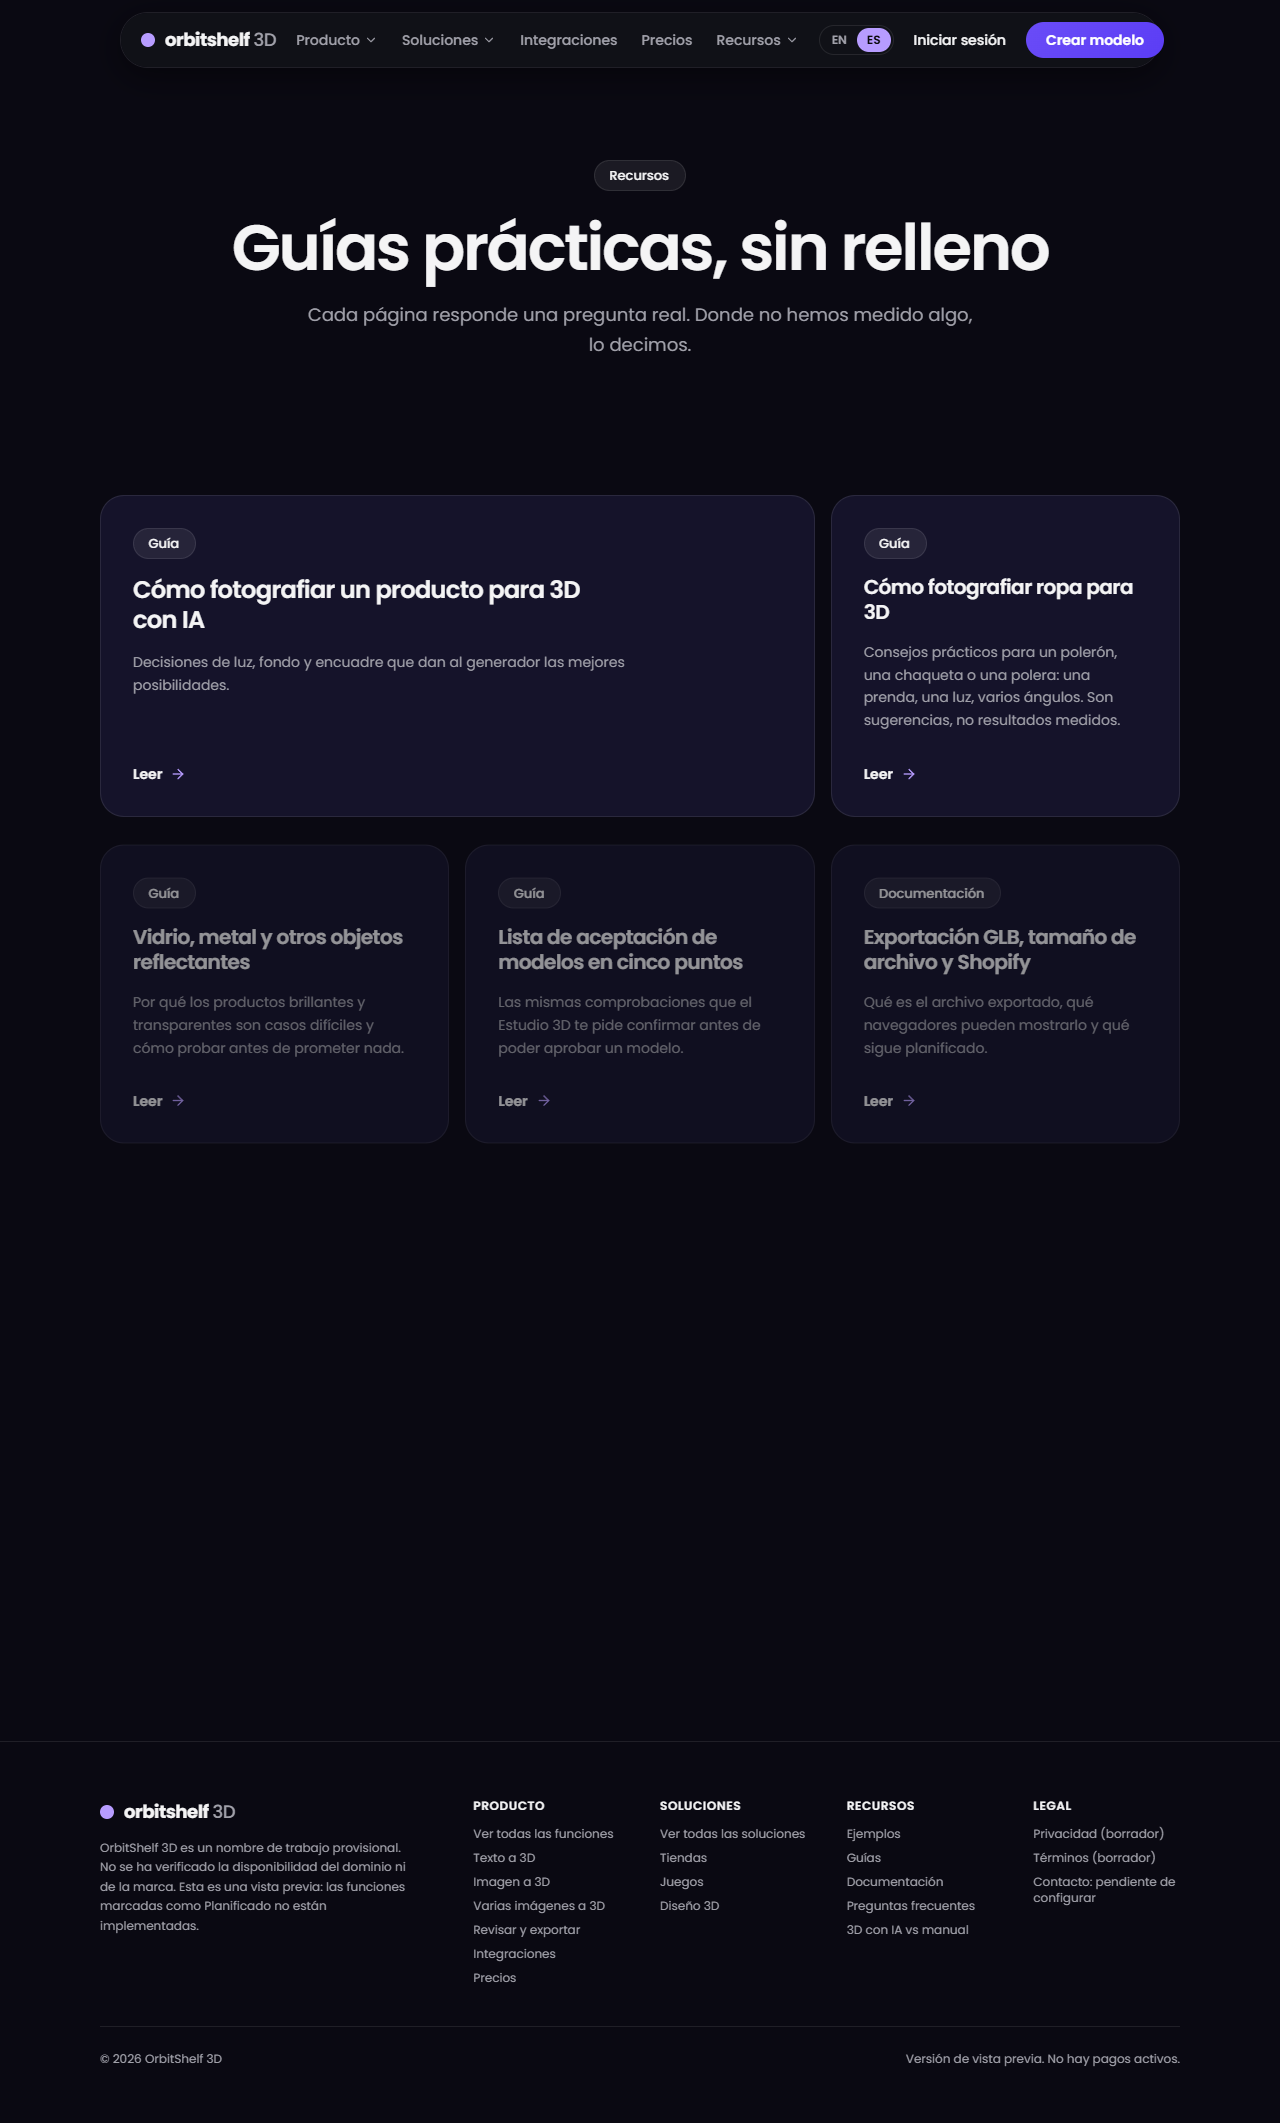 orbitshelf 3D
Producto
Soluciones
Integraciones
Precios
Recursos
EN
ES
Iniciar sesión
Crear modelo
Recursos
Guías prácticas, sin relleno
Cada página responde una pregunta real. Donde no hemos medido algo,
lo decimos.
Guía
Cómo fotografiar un producto para 3D
con IA
Decisiones de luz, fondo y encuadre que dan al generador las mejores
posibilidades.
Leer
Guía
Cómo fotografiar ropa para
3D
Consejos prácticos para un polerón,
una chaqueta o una polera: una
prenda, una luz, varios ángulos. Son
sugerencias, no resultados medidos.
Leer
Guía
Vidrio, metal y otros objetos
reflectantes
Por qué los productos brillantes y
transparentes son casos difíciles y
cómo probar antes de prometer nada.
Leer
Guía
Lista de aceptación de
modelos en cinco puntos
Las mismas comprobaciones que el
Estudio 3D te pide confirmar antes de
poder aprobar un modelo.
Leer
Documentación
Exportación GLB, tamaño de
archivo y Shopify
Qué es el archivo exportado, qué
navegadores pueden mostrarlo y qué
sigue planificado.
Leer
orbitshelf 3D
OrbitShelf 3D es un nombre de trabajo provisional.
No se ha verificado la disponibilidad del dominio ni
de la marca. Esta es una vista previa: las funciones
marcadas como Planificado no están
implementadas.
PRODUCTO
Ver todas las funciones
Texto a 3D
Imagen a 3D
Varias imágenes a 3D
Revisar y exportar
Integraciones
Precios
SOLUCIONES
Ver todas las soluciones
Tiendas
Juegos
Diseño 3D
RECURSOS
Ejemplos
Guías
Documentación
Preguntas frecuentes
3D con IA vs manual
LEGAL
Privacidad (borrador)
Términos (borrador)
Contacto: pendiente de
configurar
© 2026 OrbitShelf 3D
Versión de vista previa. No hay pagos activos.